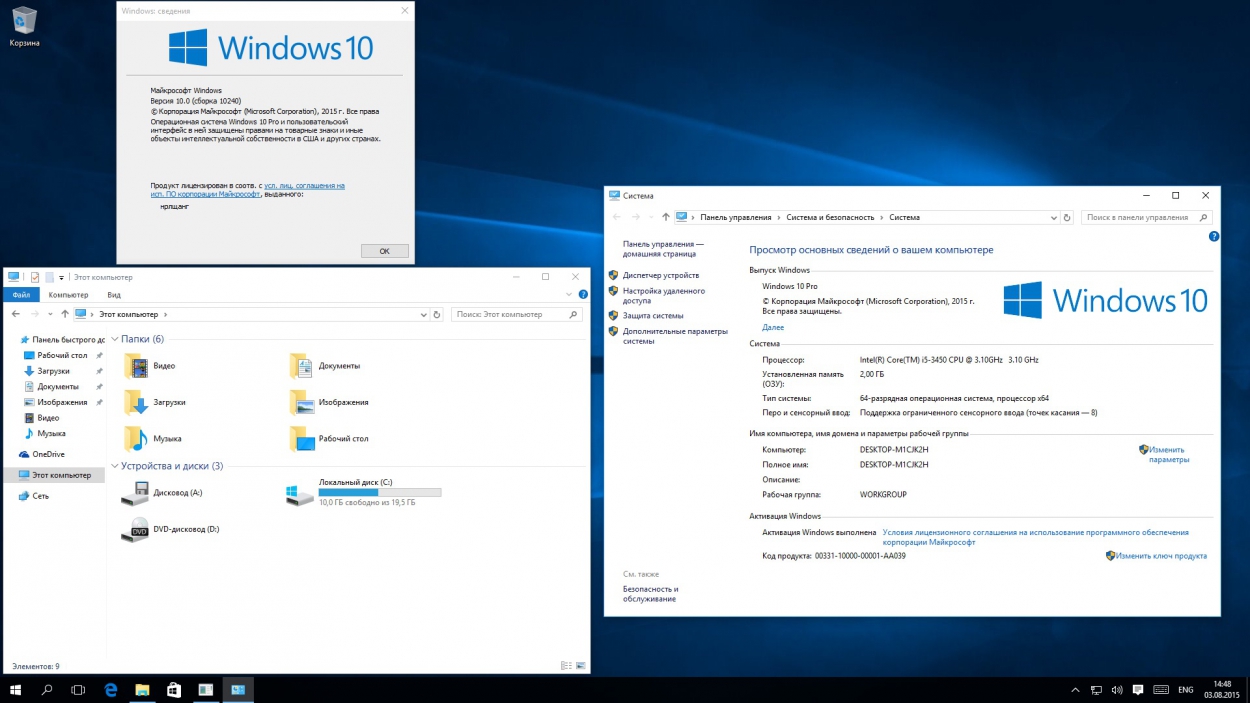 Корзина
Windows: сведения
Windows 10
Майкрософт Windows
Версия 10.0 (сборка 10240)
© Корпорация Майкрософт (Microsoft Corporation), 2015 г. Все права
Операционная система Windows 10 Pro и пользовательский
интерфейс в ней защищены правами на товарные знаки и иные
объекты интеллектуальной собственности в США и других странах.
Продукт лицензирован в соотв. с усл. лиц. соглашения на
исп. ПО корпорации Майкрософт, выданного:
нрлщанг
OK
Этот компьютер
Файл Компьютер Вид
Этот компьютер
Поиск: Этот компьютер
Панель быстрого до
Рабочий стол
Загрузки
Документы
Изображения
Видео
Музыка
OneDrive
Этот компьютер
Сеть
Папки (6)
Видео
Документы
Загрузки
Изображения
Музыка
Рабочий стол
Устройства и диски (3)
Дисковод (A:)
Локальный диск (C:)
10,0 ГБ свободно из 19,5 ГБ
DVD
DVD-дисковод (D:)
Элементов: 9
Система
Панель управления Система и безопасность Система
Поиск в панели управления
Панель управления —
домашняя страница
Диспетчер устройств
Настройка удаленного
доступа
Защита системы
Дополнительные параметры
системы
См. также
Безопасность и
обслуживание
Просмотр основных сведений о вашем компьютере
Выпуск Windows
Windows 10 Pro
© Корпорация Майкрософт (Microsoft Corporation), 2015 г.
Все права защищены.
Далее
Windows 10
Система
Процессор: Intel(R) Core(TM) i5-3450 CPU @ 3.10GHz 3.10 GHz
Установленная память 2,00 ГБ
(ОЗУ):
Тип системы: 64-разрядная операционная система, процессор x64
Перо и сенсорный ввод: Поддержка ограниченного сенсорного ввода (точек касания — 8)
Имя компьютера, имя домена и параметры рабочей группы
Компьютер: DESKTOP-M1CJK2H
Изменить
параметры
Полное имя: DESKTOP-M1CJK2H
Описание:
Рабочая группа: WORKGROUP
Активация Windows
Активация Windows выполнена Условия лицензионного соглашения на использование программного обеспечения
корпорации Майкрософт
Код продукта: 00331-10000-00001-AA039
Изменить ключ продукта
ENG
14:48
03.08.2015